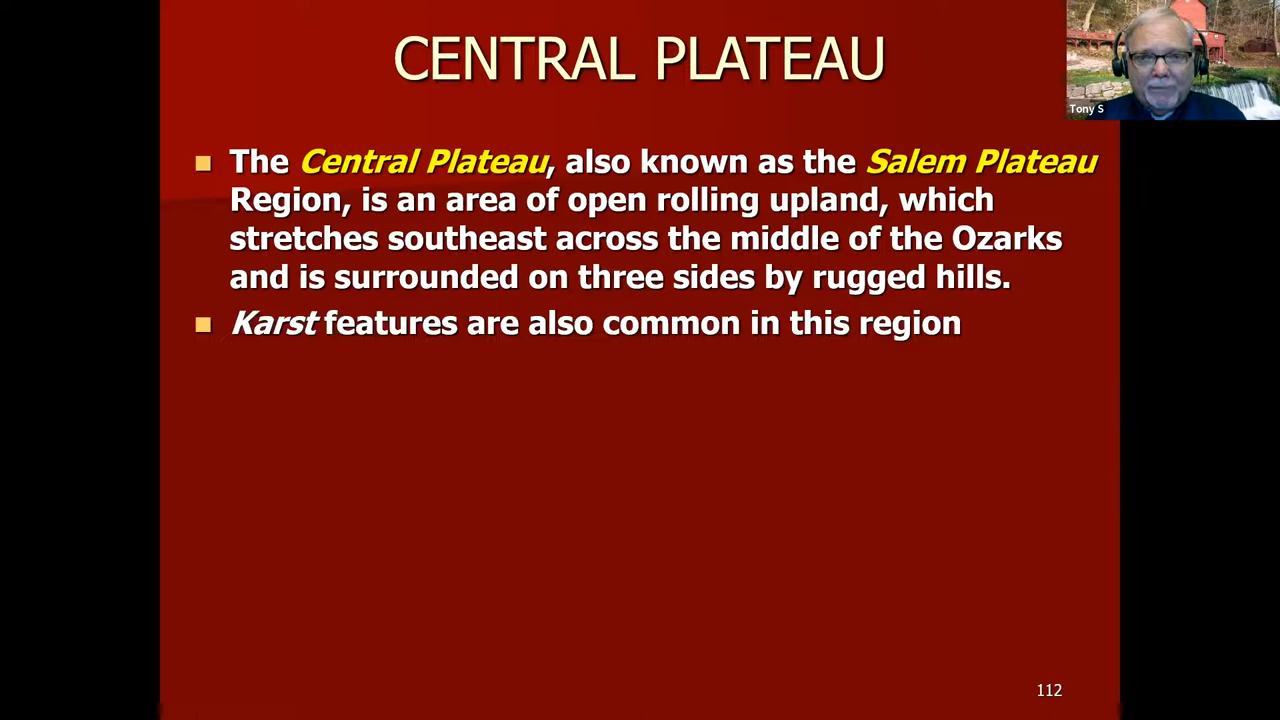 CENTRAL PLATEAU
Tony S
The Central Plateau, also known as the Salem Plateau
Region, is an area of open rolling upland, which
stretches southeast across the middle of the Ozarks
and is surrounded on three sides by rugged hills.
Karst features are also common in this region
112